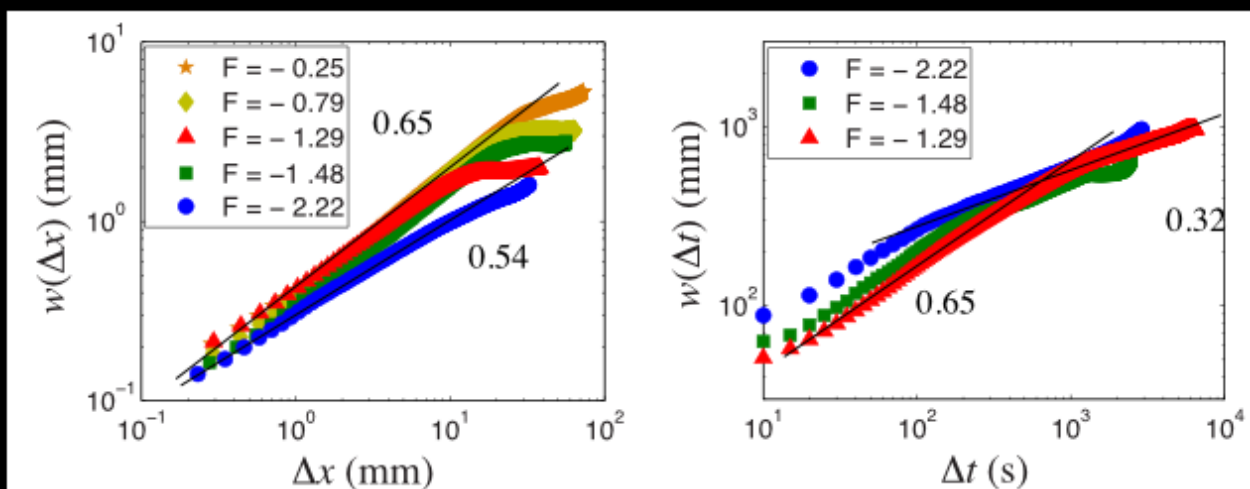 10^1
F = - 0.25
F = - 0.79
F = - 1.29
F = -1 .48
F = - 2.22
0.65
0.54
w(Δx) (mm)
10^0
10^-1
10^-1
10^0
10^1
10^2
Δx (mm)
F = - 2.22
F = - 1.48
F = - 1.29
10^3
0.32
w(Δt) (mm)
10^2
0.65
10^1
10^2
10^3
10^4
Δt (s)